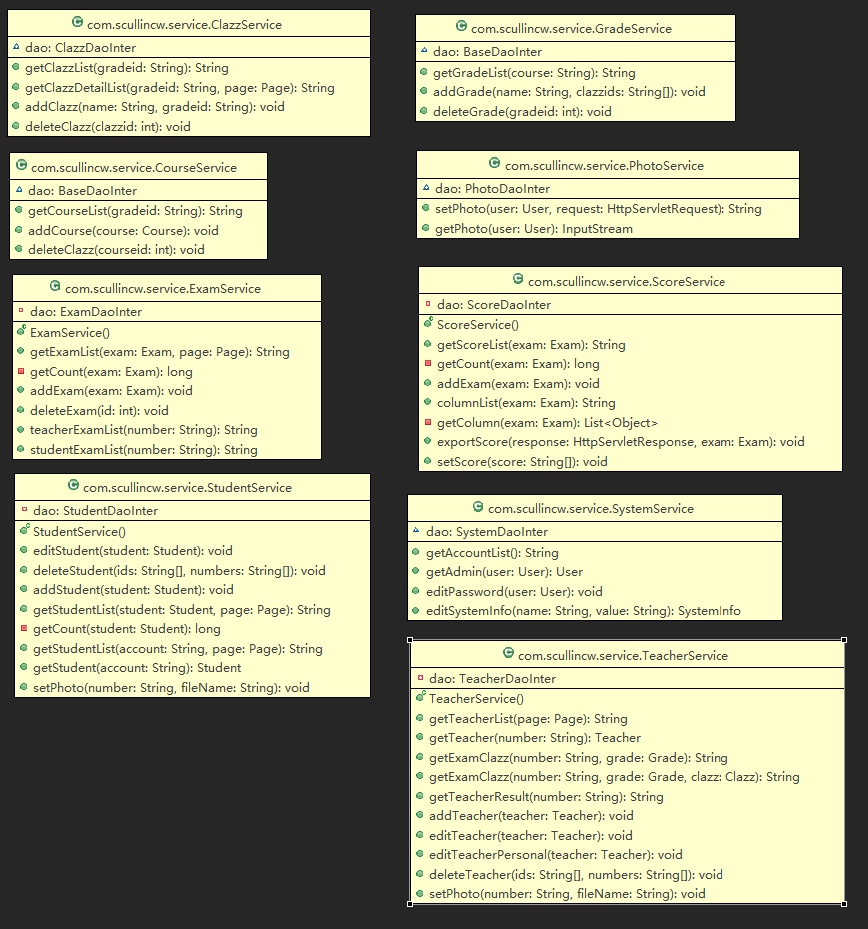 com.scullincw.service.ClazzService
dao: ClazzDaoInter
getClazzList(gradeid: String): String
getClazzDetailList(gradeid: String, page: Page): String
addClazz(name: String, gradeid: String): void
deleteClazz(clazzid: int): void
com.scullincw.service.GradeService
dao: BaseDaoInter
getGradeList(course: String): String
addGrade(name: String, clazzids: String[]): void
deleteGrade(gradeid: int): void
com.scullincw.service.CourseService
dao: BaseDaoInter
getCourseList(gradeid: String): String
addCourse(course: Course): void
deleteClazz(courseid: int): void
com.scullincw.service.PhotoService
dao: PhotoDaoInter
setPhoto(user: User, request: HttpServletRequest): String
getPhoto(user: User): InputStream
com.scullincw.service.ExamService
dao: ExamDaoInter
ExamService()
getExamList(exam: Exam, page: Page): String
getCount(exam: Exam): long
addExam(exam: Exam): void
deleteExam(id: int): void
teacherExamList(number: String): String
studentExamList(number: String): String
com.scullincw.service.ScoreService
dao: ScoreDaoInter
ScoreService()
getScoreList(exam: Exam): String
getCount(exam: Exam): long
addExam(exam: Exam): void
columnList(exam: Exam): String
getColumn(exam: Exam): List<Object>
exportScore(response: HttpServletResponse, exam: Exam): void
setScore(score: String[]): void
com.scullincw.service.StudentService
dao: StudentDaoInter
StudentService()
editStudent(student: Student): void
deleteStudent(ids: String[], numbers: String[]): void
addStudent(student: Student): void
getStudentList(student: Student, page: Page): String
getCount(student: Student): long
getStudentList(account: String, page: Page): String
getStudent(account: String): Student
setPhoto(number: String, fileName: String): void
com.scullincw.service.SystemService
dao: SystemDaoInter
getAccountList(): String
getAdmin(user: User): User
editPassword(user: User): void
editSystemInfo(name: String, value: String): SystemInfo
com.scullincw.service.TeacherService
dao: TeacherDaoInter
TeacherService()
getTeacherList(page: Page): String
getTeacher(number: String): Teacher
getExamClazz(number: String, grade: Grade): String
getExamClazz(number: String, grade: Grade, clazz: Clazz): String
getTeacherResult(number: String): String
addTeacher(teacher: Teacher): void
editTeacher(teacher: Teacher): void
editTeacherPersonal(teacher: Teacher): void
deleteTeacher(ids: String[], numbers: String[]): void
setPhoto(number: String, fileName: String): void